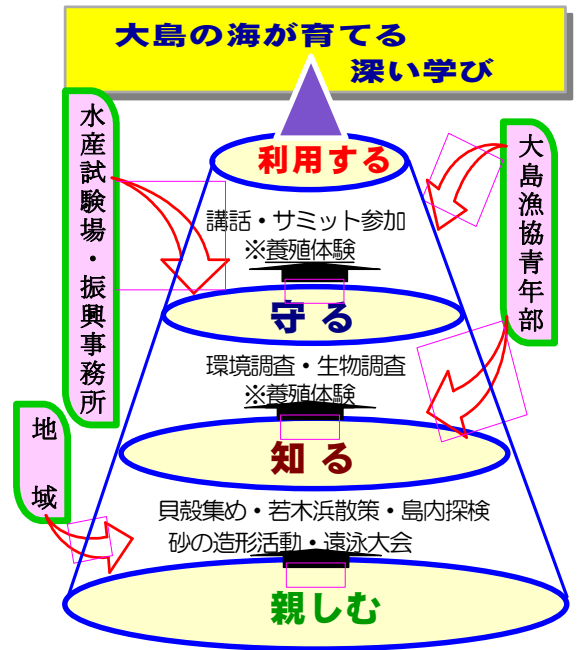 大島の海が育てる
深い学び
利用する
講話・サミット参加
※養殖体験
守る
環境調査・生物調査
※養殖体験
知る
貝殻集め・若木浜散策・島内探検
砂の造形活動・遠泳大会
親しむ
水産試験場・振興事務所
大島漁協青年部
地域